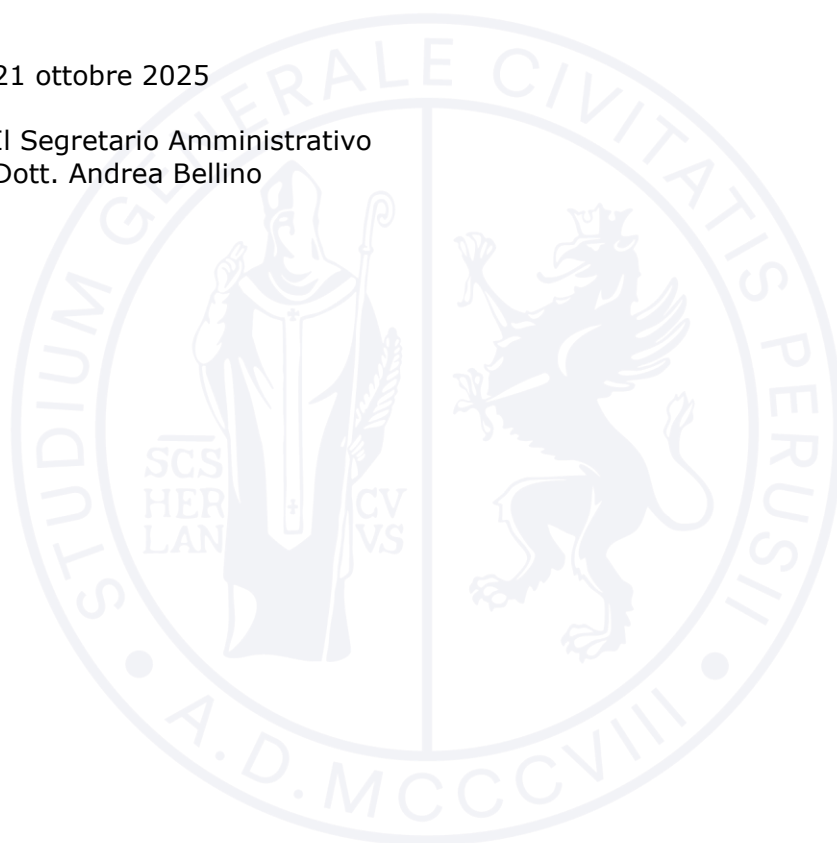 21 ottobre 2025
Il Segretario Amministrativo
Dott. Andrea Bellino
STUDIUM GENERALE CIVITATIS PERUSII
SCS
HER
LAN
CV
VS
• A.D. MCCCVIII •